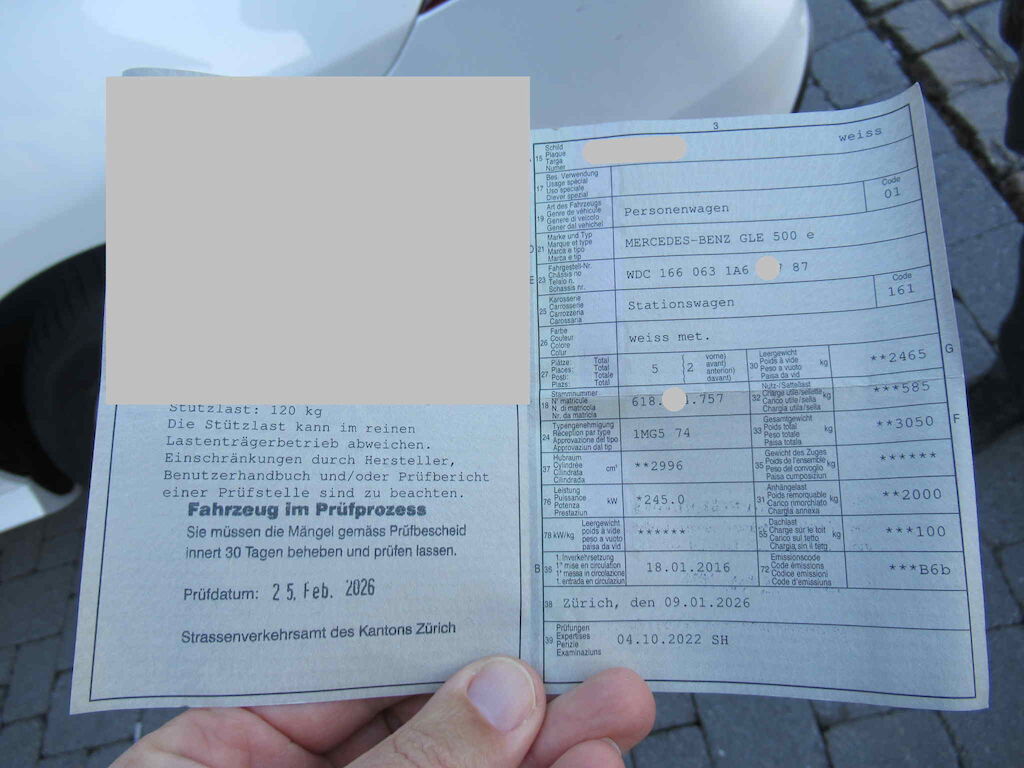 Stützlast: 120 kg
Die Stützlast kann im reinen
Lastenträgerbetrieb abweichen.
Einschränkungen durch Hersteller,
Benutzerhandbuch und/oder Prüfbericht
einer Prüfstelle sind zu beachten.
Fahrzeug im Prüfprozess
Sie müssen die Mängel gemäss Prüfbescheid
innert 30 Tagen beheben und prüfen lassen.
Prüfdatum: 25. Feb. 2026
Strassenverkehrsamt des Kantons Zürich
3
15
Schild
Plaque
Targa
Numer
weiss
17
Bes. Verwendung
Usage spécial
Uso speciale
Diever spezial
19
Art des Fahrzeugs
Genre de véhicule
Genere di veicolo
Gener dal vehichel
Personenwagen
Code
01
D 21
Marke und Typ
Marque et type
Marca e tipo
Marca e tip
MERCEDES-BENZ GLE 500 e
E 23
Fahrgestell-Nr.
Châssis no
Telaio n.
Schassis nr.
WDC 166 063 1A6 87
25
Karosserie
Carrosserie
Carrozzeria
Carossaria
Stationswagen
Code
161
26
Farbe
Couleur
Colore
Colur
weiss met.
27
Plätze: Total
Places: Total
Posti: Totale
Plazs: Total
5
2
vorne)
avant)
anteriori)
davant)
30
Leergewicht
Poids à vide
Peso a vuoto
Paisa da vid
kg
**2465
G
18
Stammnummer
N° matricule
N. di matricola
Nr. da matricla
618. .757
32
Nutz-/Sattellast
Charge utile/sellette
Carico utile/sella
Chargia utila/sella
kg
***585
24
Typengenehmigung
Réception par type
Approvazione del tipo
Approvaziun dal tip
1MG5 74
33
Gesamtgewicht
Poids total
Peso totale
Paisa totala
kg
**3050
F
37
Hubraum
Cylindrée
Cilindrata
Cilindrada
cm³
**2996
35
Gewicht des Zuges
Poids de l'ensemble
Peso del convoglio
Paisa cumposiziun
kg
******
76
Leistung
Puissance
Potenza
Prestaziun
kW
*245.0
31
Anhängelast
Poids remorquable
Carico rimorchiato
Chargia annexa
kg
**2000
78 kW/kg
Leergewicht
poids à vide
peso a vuoto
paisa da vid
******
55
Dachlast
Charge sur le toit
Carico sul tetto
Chargia sin il tetg
kg
***100
B 36
1. Inverkehrsetzung
1re mise en circulation
1a messa in circolazione
1. entrada en circulaziun
18.01.2016
72
Emissionscode
Code émissions
Codice emissioni
Code d'emissiuns
***B6b
38
Zürich, den 09.01.2026
39
Prüfungen
Expertises
Perizie
Examinaziuns
04.10.2022 SH